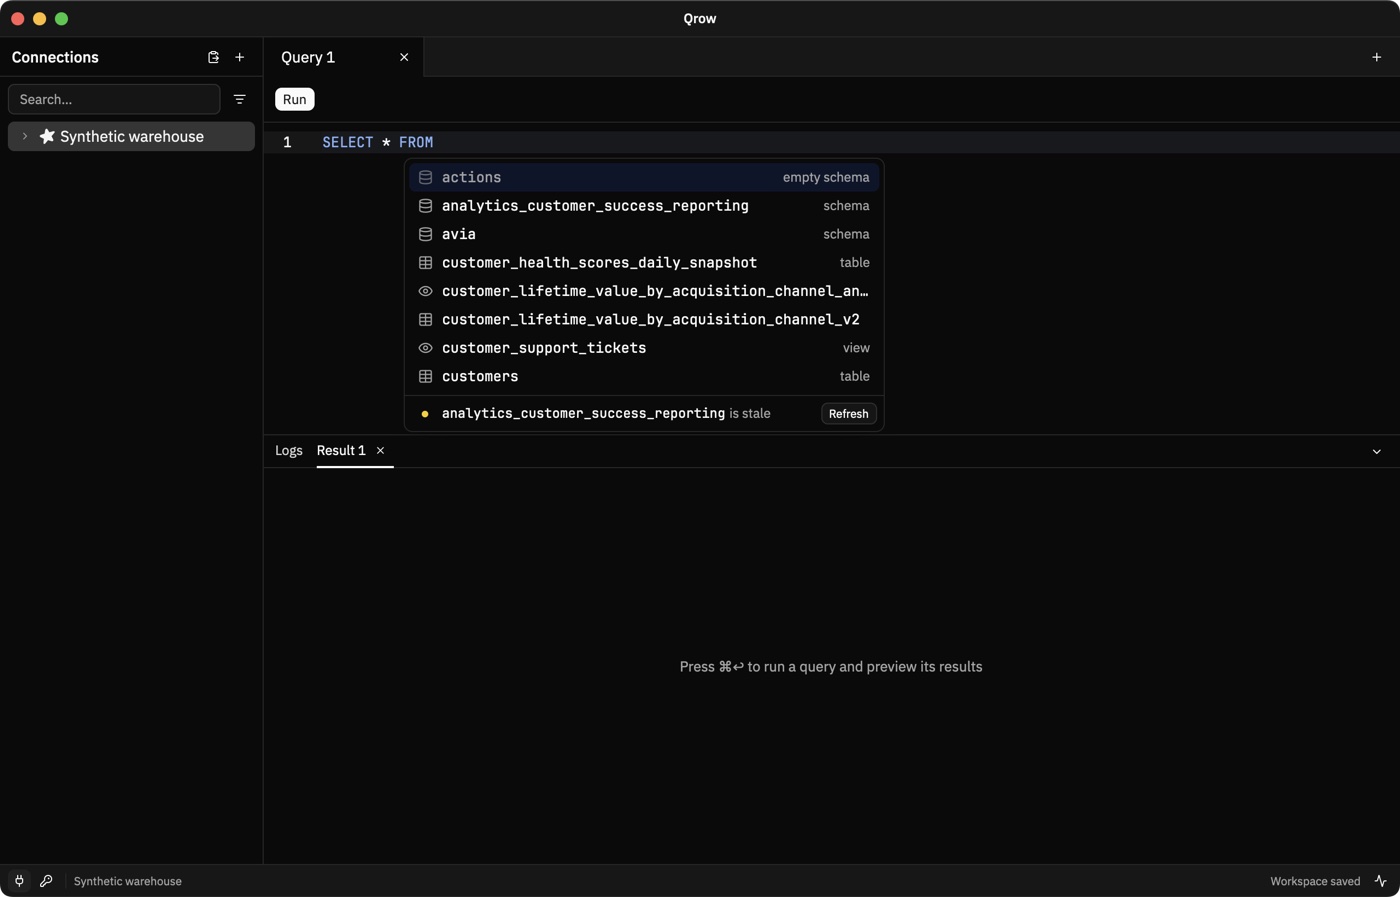 Qrow
Connections
Query 1
Search...
Run
Synthetic warehouse
1 SELECT * FROM
actions empty schema
analytics_customer_success_reporting schema
avia schema
customer_health_scores_daily_snapshot table
customer_lifetime_value_by_acquisition_channel_an…
customer_lifetime_value_by_acquisition_channel_v2
customer_support_tickets view
customers table
analytics_customer_success_reporting is stale Refresh
Logs Result 1
Press ⌘↩ to run a query and preview its results
Synthetic warehouse Workspace saved